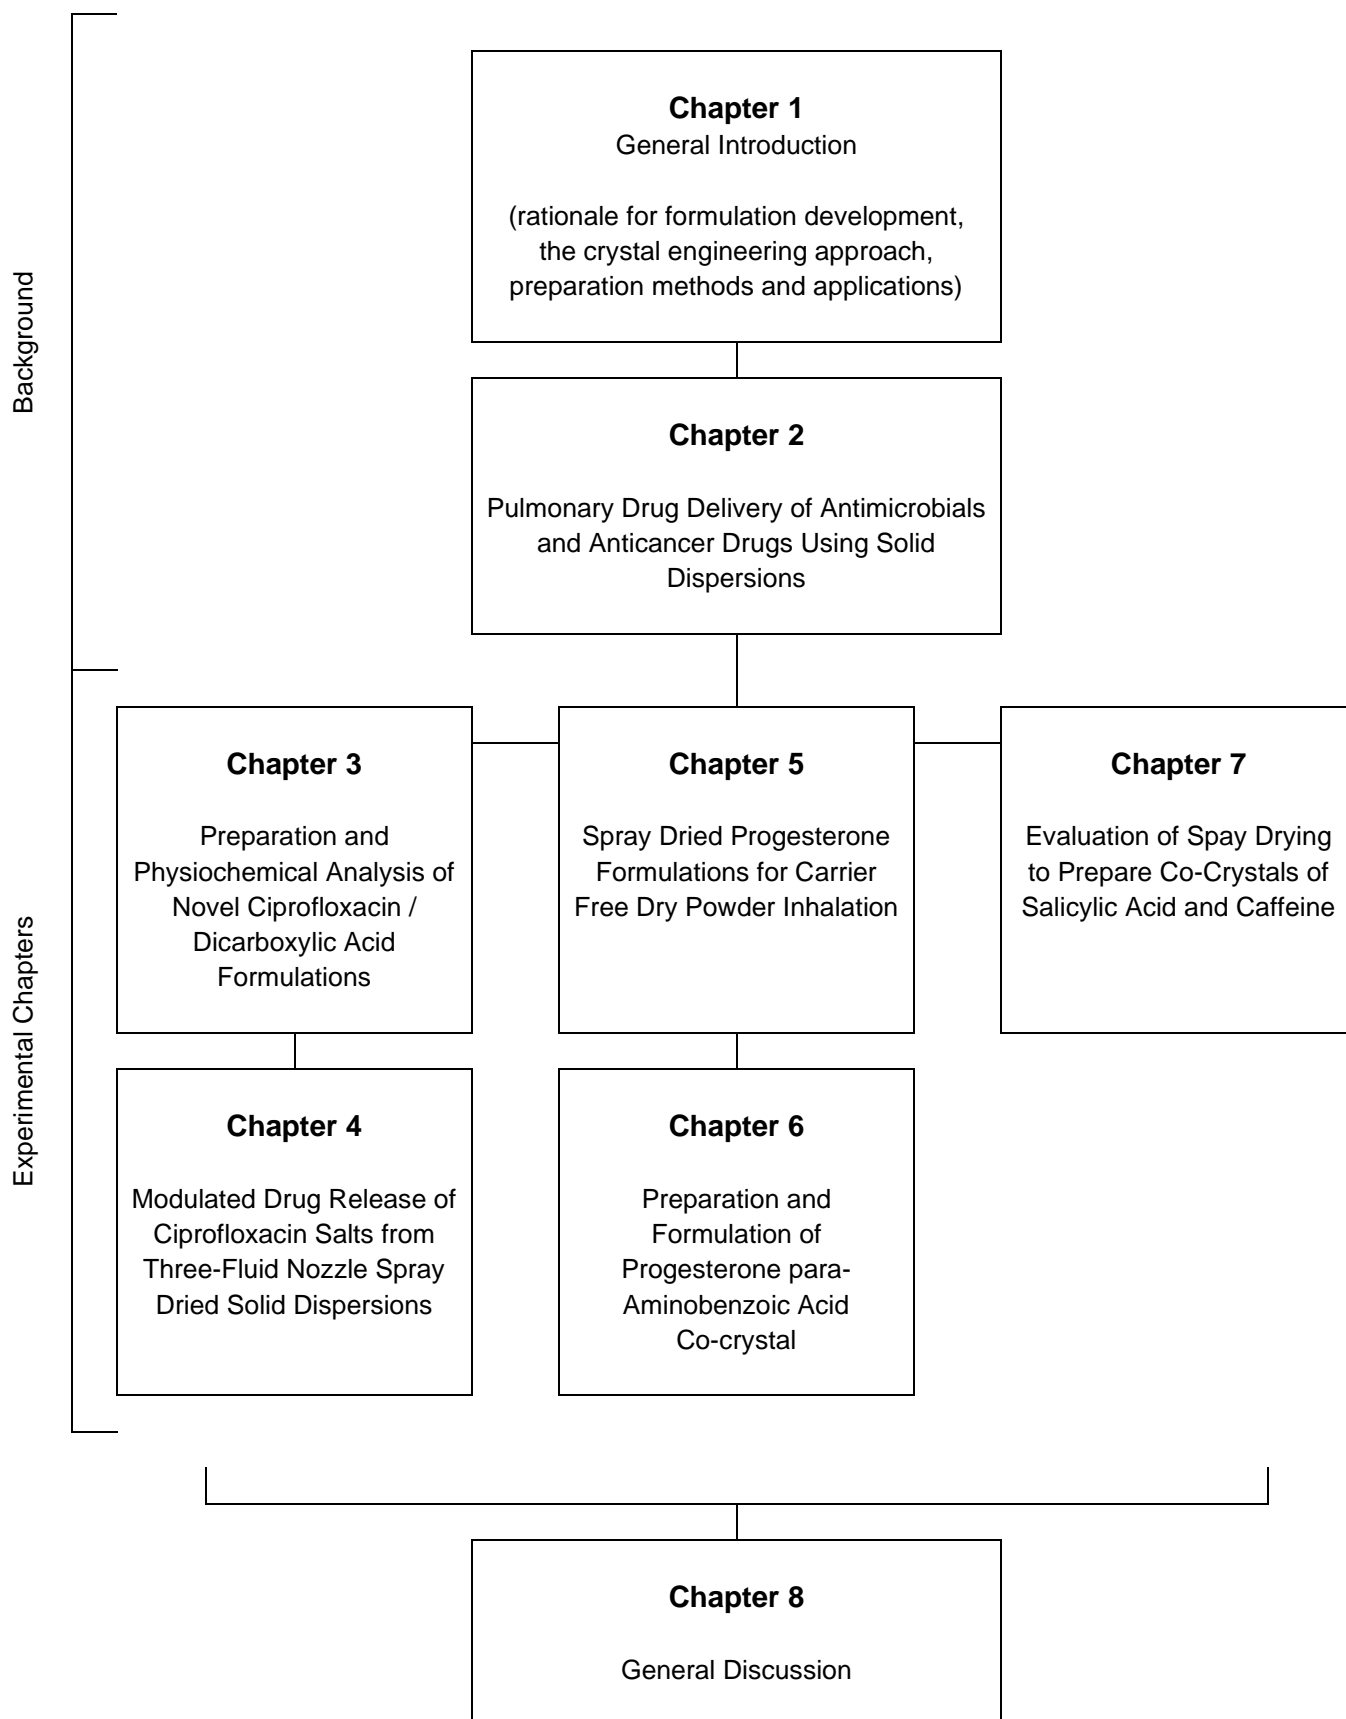 Background
Chapter 1
General Introduction
(rationale for formulation development,
the crystal engineering approach,
preparation methods and applications)
Chapter 2
Pulmonary Drug Delivery of Antimicrobials
and Anticancer Drugs Using Solid
Dispersions
Experimental Chapters
Chapter 3
Preparation and
Physiochemical Analysis of
Novel Ciprofloxacin /
Dicarboxylic Acid
Formulations
Chapter 5
Spray Dried Progesterone
Formulations for Carrier
Free Dry Powder Inhalation
Chapter 7
Evaluation of Spay Drying
to Prepare Co-Crystals of
Salicylic Acid and Caffeine
Chapter 4
Modulated Drug Release of
Ciprofloxacin Salts from
Three-Fluid Nozzle Spray
Dried Solid Dispersions
Chapter 6
Preparation and
Formulation of
Progesterone para-
Aminobenzoic Acid
Co-crystal
Chapter 8
General Discussion